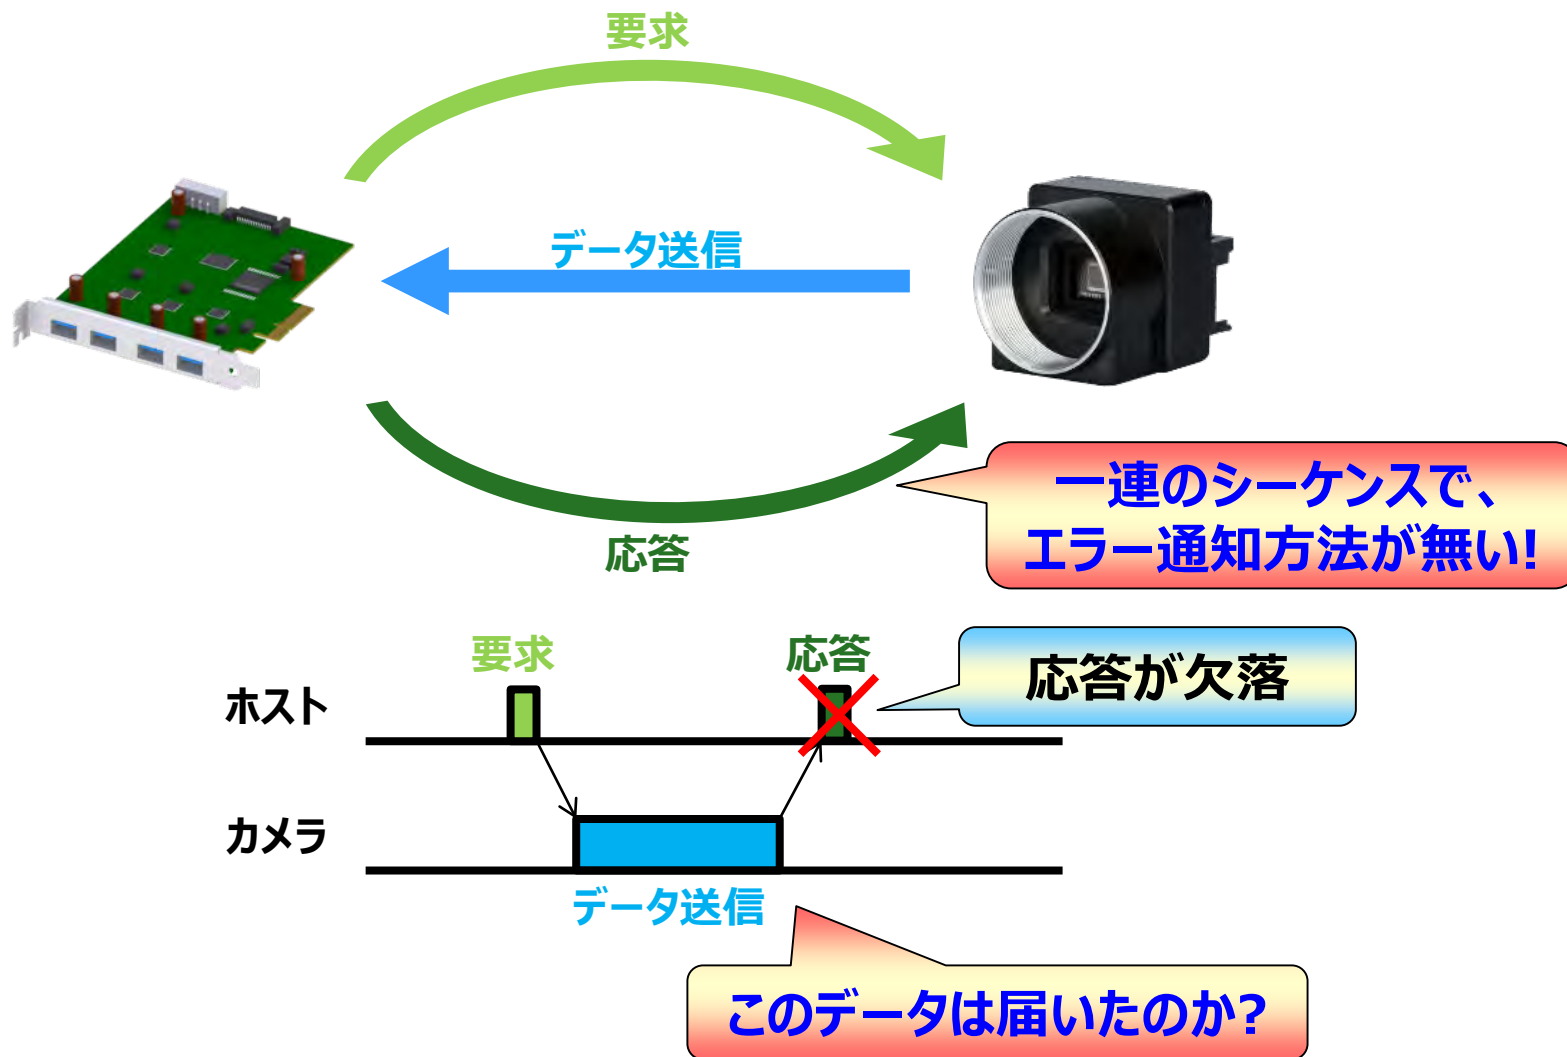 要求
データ送信
応答
一連のシーケンスで、
エラー通知方法が無い!
要求
応答
応答が欠落
ホスト
カメラ
データ送信
このデータは届いたのか?